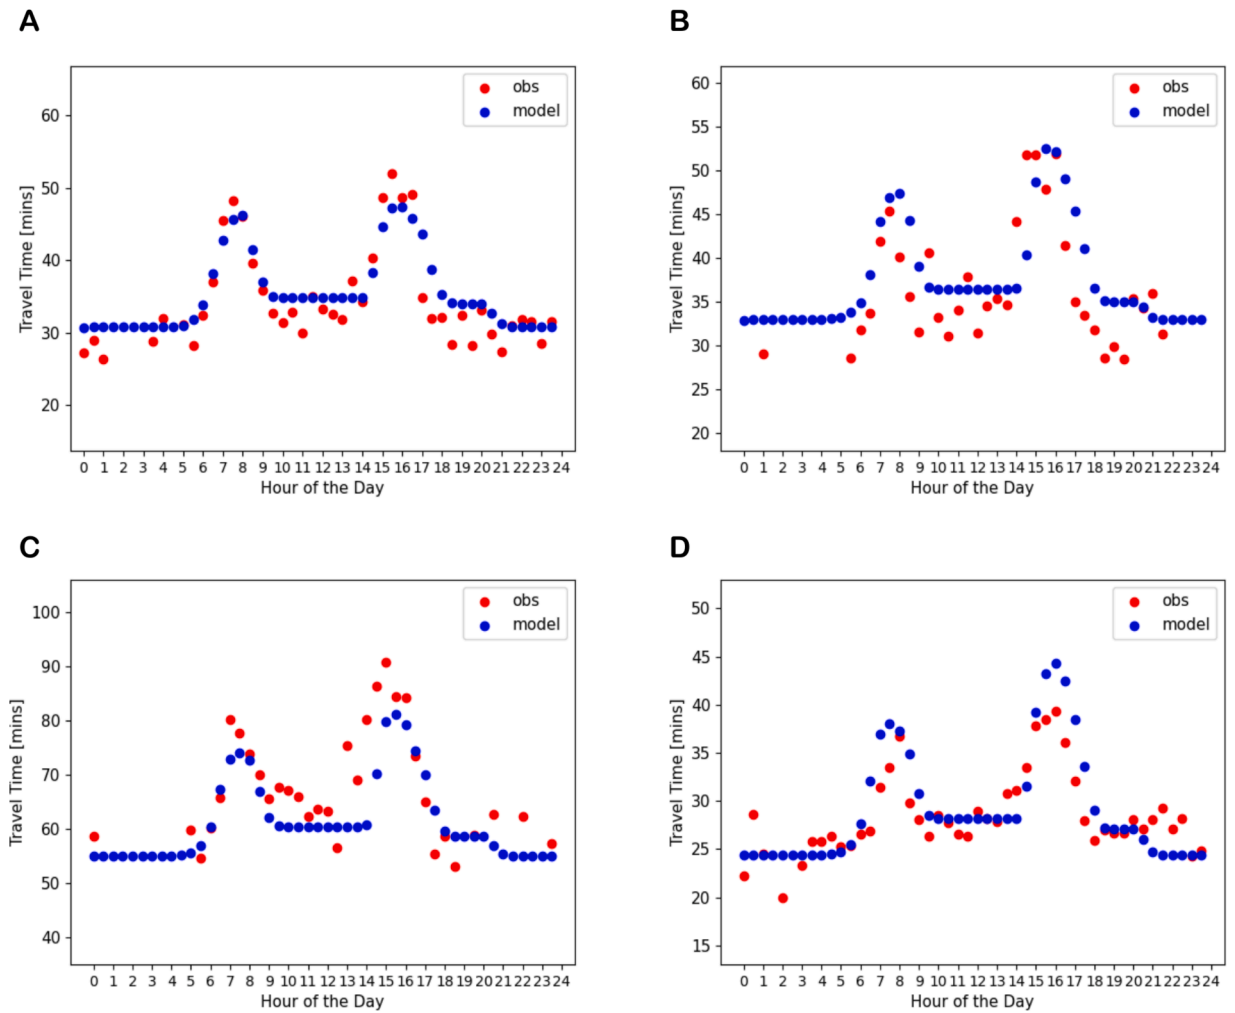 A
B
obs
model
60
50
40
30
20
Travel Time [mins]
0 1 2 3 4 5 6 7 8 9 10 11 12 13 14 15 16 17 18 19 20 21 22 23 24
Hour of the Day
obs
model
60
55
50
45
40
35
30
25
20
Travel Time [mins]
0 1 2 3 4 5 6 7 8 9 10 11 12 13 14 15 16 17 18 19 20 21 22 23 24
Hour of the Day
C
D
obs
model
100
90
80
70
60
50
40
Travel Time [mins]
0 1 2 3 4 5 6 7 8 9 10 11 12 13 14 15 16 17 18 19 20 21 22 23 24
Hour of the Day
obs
model
50
45
40
35
30
25
20
15
Travel Time [mins]
0 1 2 3 4 5 6 7 8 9 10 11 12 13 14 15 16 17 18 19 20 21 22 23 24
Hour of the Day